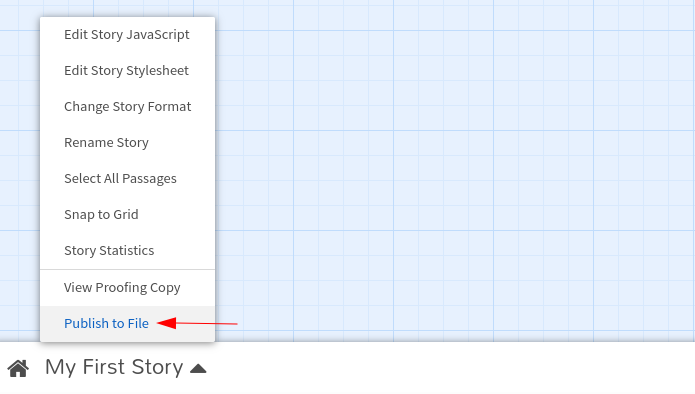 Edit Story JavaScript
Edit Story Stylesheet
Change Story Format
Rename Story
Select All Passages
Snap to Grid
Story Statistics
View Proofing Copy
Publish to File
My First Story